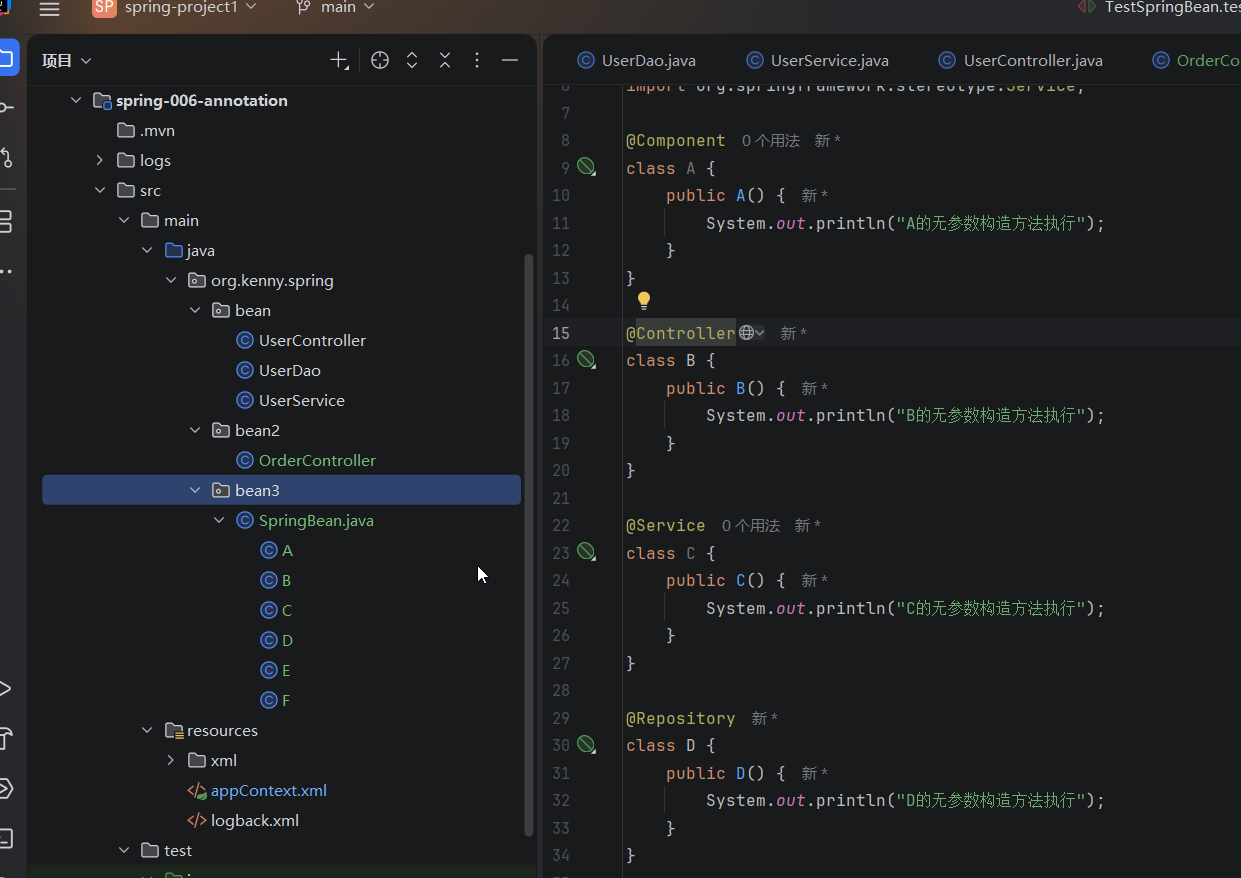 SP spring-project1 main
项目
spring-006-annotation
.mvn
logs
src
main
java
org.kenny.spring
bean
UserController
UserDao
UserService
bean2
OrderController
bean3
SpringBean.java
A
B
C
D
E
F
resources
xml
appContext.xml
logback.xml
test
UserDao.java UserService.java UserController.java
import org.springframework.stereotype.Service;
7
8 @Component 0 个用法 新 *
9 class A {
10 public A() { 新 *
11 System.out.println("A的无参数构造方法执行");
12 }
13 }
14
15 @Controller 新 *
16 class B {
17 public B() { 新 *
18 System.out.println("B的无参数构造方法执行");
19 }
20 }
21
22 @Service 0 个用法 新 *
23 class C {
24 public C() { 新 *
25 System.out.println("C的无参数构造方法执行");
26 }
27 }
28
29 @Repository 新 *
30 class D {
31 public D() { 新 *
32 System.out.println("D的无参数构造方法执行");
33 }
34 }